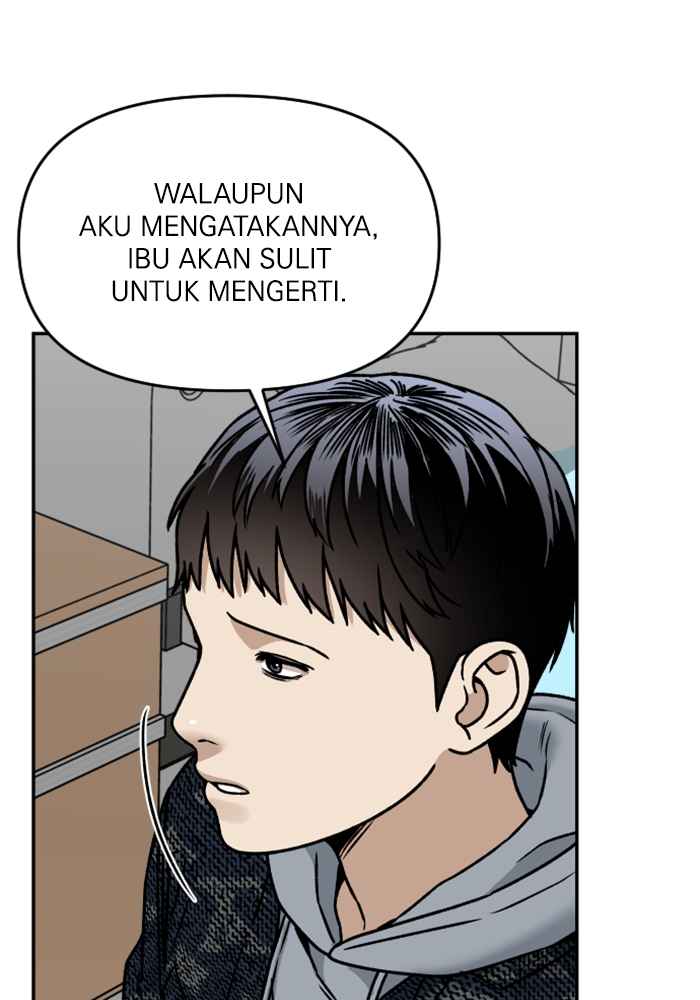 WALAUPUN
AKU MENGATAKANNYA,
IBU AKAN SULIT
UNTUK MENGERTI.